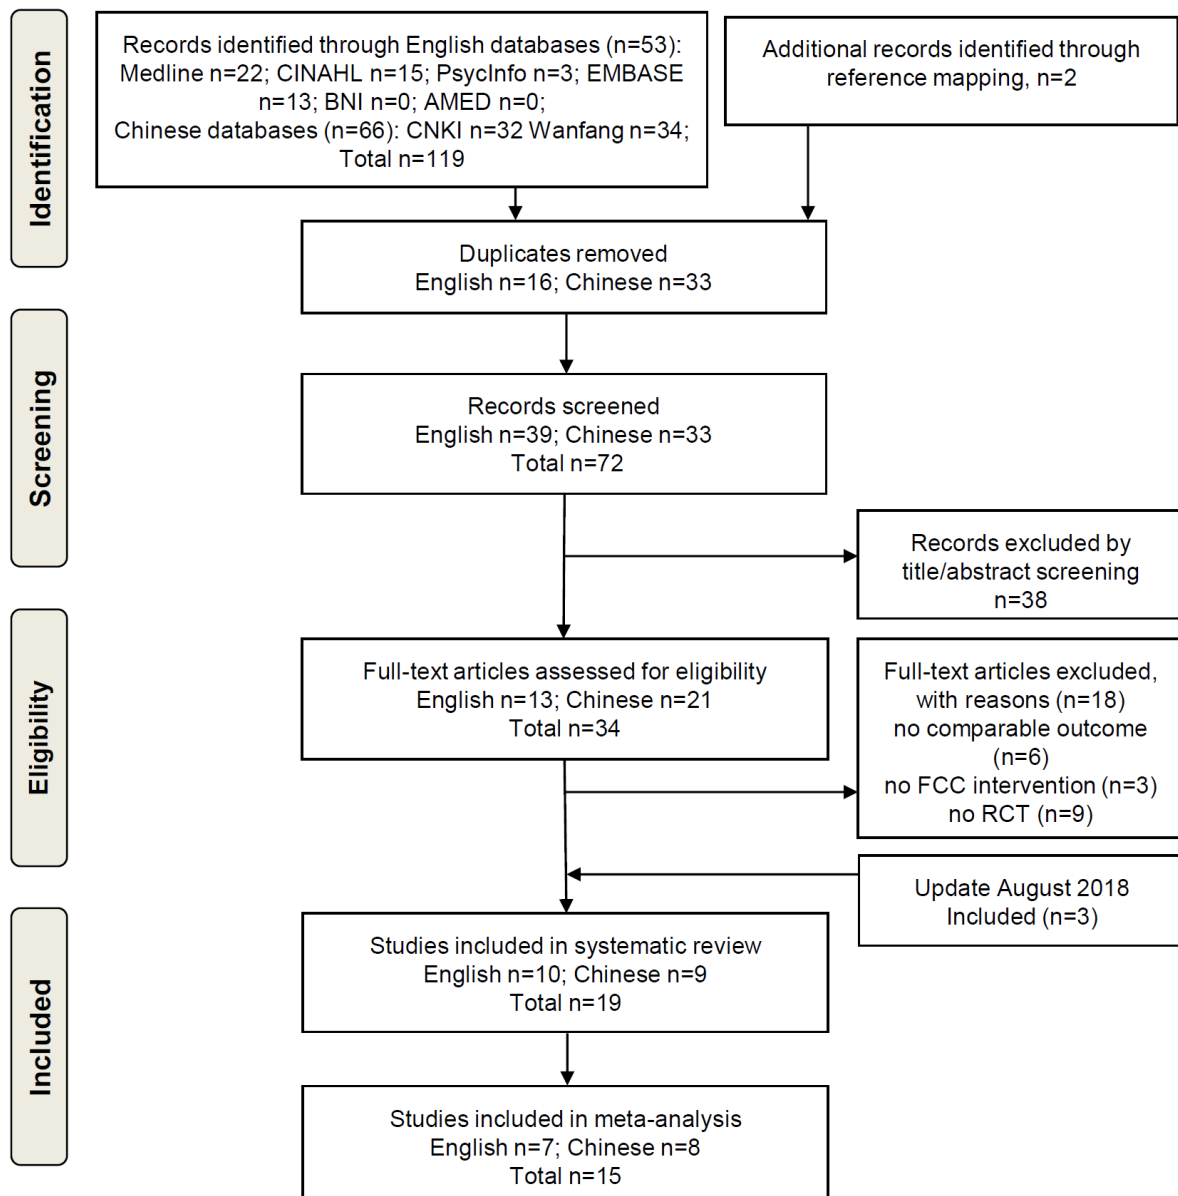 Identification
Records identified through English databases (n=53):
Medline n=22; CINAHL n=15; PsycInfo n=3; EMBASE
n=13; BNI n=0; AMED n=0;
Chinese databases (n=66): CNKI n=32 Wanfang n=34;
Total n=119
Additional records identified through
reference mapping, n=2
Duplicates removed
English n=16; Chinese n=33
Screening
Records screened
English n=39; Chinese n=33
Total n=72
Records excluded by
title/abstract screening
n=38
Eligibility
Full-text articles assessed for eligibility
English n=13; Chinese n=21
Total n=34
Full-text articles excluded,
with reasons (n=18)
no comparable outcome
(n=6)
no FCC intervention (n=3)
no RCT (n=9)
Update August 2018
Included (n=3)
Included
Studies included in systematic review
English n=10; Chinese n=9
Total n=19
Studies included in meta-analysis
English n=7; Chinese n=8
Total n=15